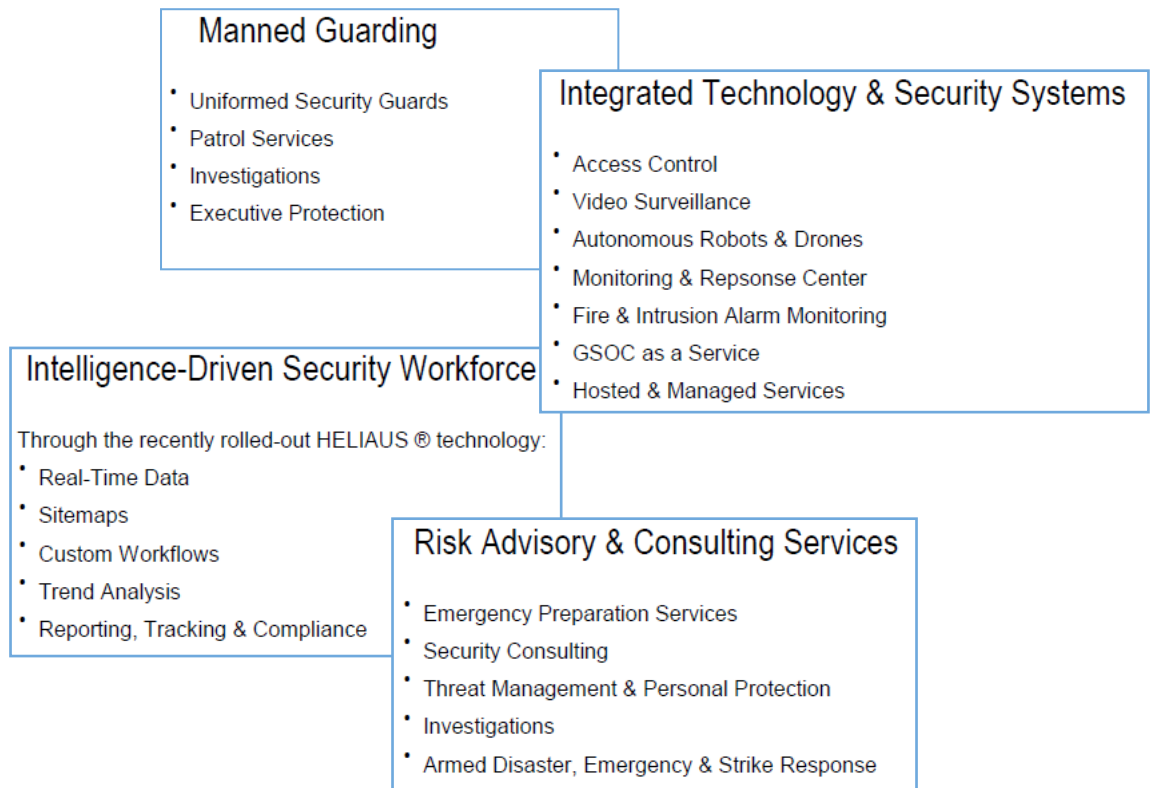 Manned Guarding
• Uniformed Security Guards
• Patrol Services
• Investigations
• Executive Protection
Integrated Technology & Security Systems
• Access Control
• Video Surveillance
• Autonomous Robots & Drones
• Monitoring & Repsonse Center
• Fire & Intrusion Alarm Monitoring
• GSOC as a Service
• Hosted & Managed Services
Intelligence-Driven Security Workforce
Through the recently rolled-out HELIAUS ® technology:
• Real-Time Data
• Sitemaps
• Custom Workflows
• Trend Analysis
• Reporting, Tracking & Compliance
Risk Advisory & Consulting Services
• Emergency Preparation Services
• Security Consulting
• Threat Management & Personal Protection
• Investigations
• Armed Disaster, Emergency & Strike Response